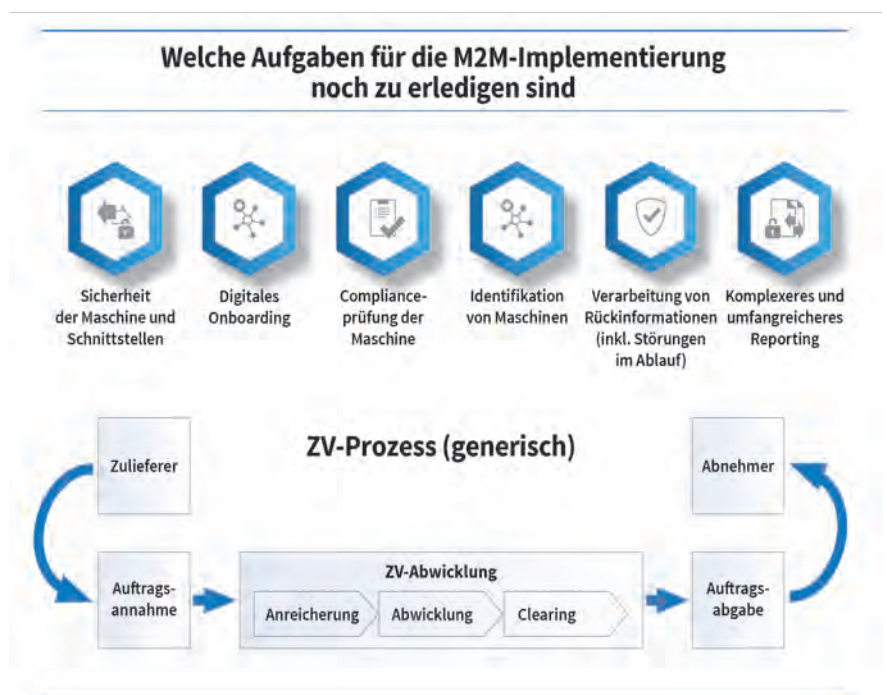 Welche Aufgaben für die M2M-Implementierung
noch zu erledigen sind
Sicherheit
der Maschine und
Schnittstellen
Digitales
Onboarding
Compliance-
prüfung der
Maschine
Identifikation
von Maschinen
Verarbeitung von
Rückinformationen
(inkl. Störungen
im Ablauf)
Komplexeres und
umfangreicheres
Reporting
ZV-Prozess (generisch)
Zulieferer
Abnehmer
Auftrags-
annahme
ZV-Abwicklung
Anreicherung
Abwicklung
Clearing
Auftrags-
abgabe